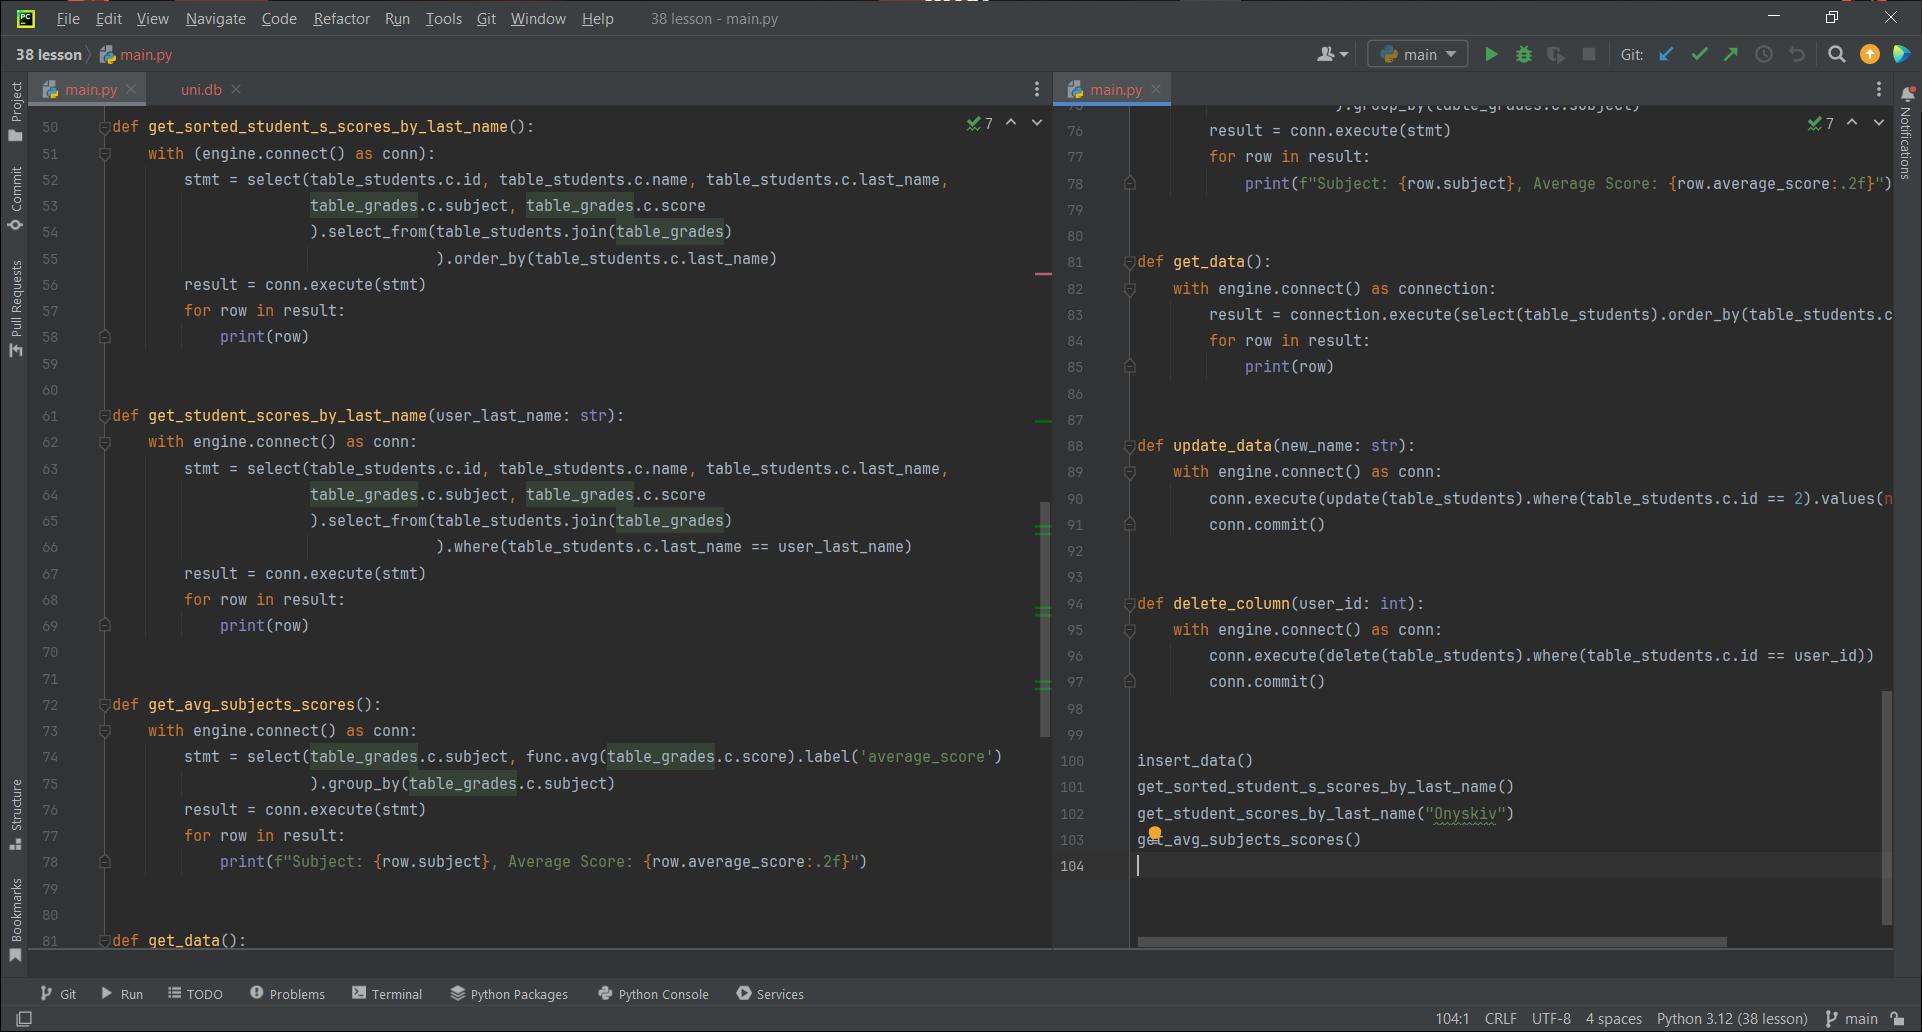 PC File Edit View Navigate Code Refactor Run Tools Git Window Help 38 lesson - main.py
38 lesson main.py main Git:
main.py uni.db main.py
Project
Commit
Pull Requests
Structure
Bookmarks
Notifications
7
50 def get_sorted_student_s_scores_by_last_name():
51 with (engine.connect() as conn):
52 stmt = select(table_students.c.id, table_students.c.name, table_students.c.last_name,
53 table_grades.c.subject, table_grades.c.score
54 ).select_from(table_students.join(table_grades)
55 ).order_by(table_students.c.last_name)
56 result = conn.execute(stmt)
57 for row in result:
58 print(row)
59
60
61 def get_student_scores_by_last_name(user_last_name: str):
62 with engine.connect() as conn:
63 stmt = select(table_students.c.id, table_students.c.name, table_students.c.last_name,
64 table_grades.c.subject, table_grades.c.score
65 ).select_from(table_students.join(table_grades)
66 ).where(table_students.c.last_name == user_last_name)
67 result = conn.execute(stmt)
68 for row in result:
69 print(row)
70
71
72 def get_avg_subjects_scores():
73 with engine.connect() as conn:
74 stmt = select(table_grades.c.subject, func.avg(table_grades.c.score).label('average_score')
75 ).group_by(table_grades.c.subject)
76 result = conn.execute(stmt)
77 for row in result:
78 print(f"Subject: {row.subject}, Average Score: {row.average_score:.2f}")
79
80
81 def get_data():
7
75 ).group_by(table_grades.c.subject)
76 result = conn.execute(stmt)
77 for row in result:
78 print(f"Subject: {row.subject}, Average Score: {row.average_score:.2f}")
79
80
81 def get_data():
82 with engine.connect() as connection:
83 result = connection.execute(select(table_students).order_by(table_students.c
84 for row in result:
85 print(row)
86
87
88 def update_data(new_name: str):
89 with engine.connect() as conn:
90 conn.execute(update(table_students).where(table_students.c.id == 2).values(n
91 conn.commit()
92
93
94 def delete_column(user_id: int):
95 with engine.connect() as conn:
96 conn.execute(delete(table_students).where(table_students.c.id == user_id))
97 conn.commit()
98
99
100 insert_data()
101 get_sorted_student_s_scores_by_last_name()
102 get_student_scores_by_last_name("Onyskiv")
103 get_avg_subjects_scores()
104
Git Run TODO Problems Terminal Python Packages Python Console Services
104:1 CRLF UTF-8 4 spaces Python 3.12 (38 lesson) main